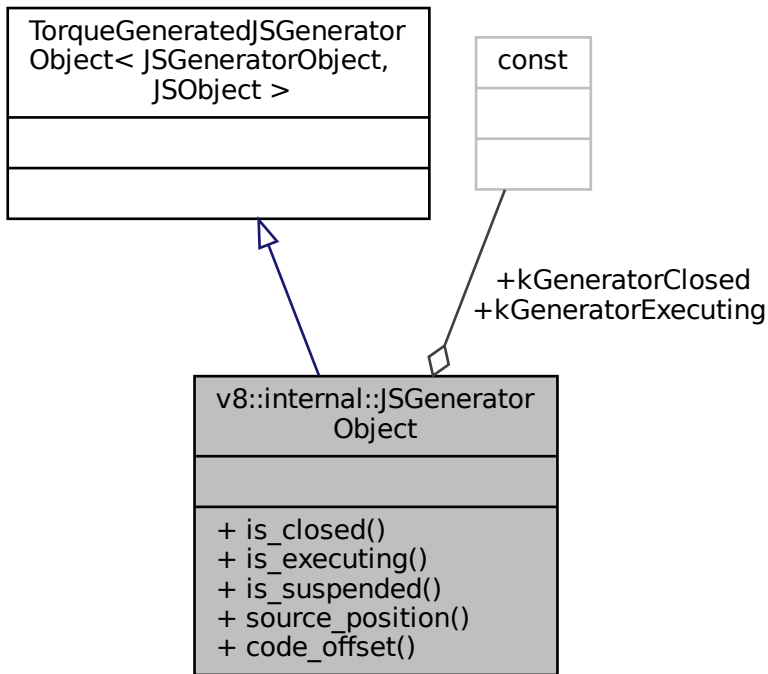 TorqueGeneratedJSGenerator
Object< JSGeneratorObject,
JSObject >
const
+kGeneratorClosed
+kGeneratorExecuting
v8::internal::JSGenerator
Object
+ is_closed()
+ is_executing()
+ is_suspended()
+ source_position()
+ code_offset()